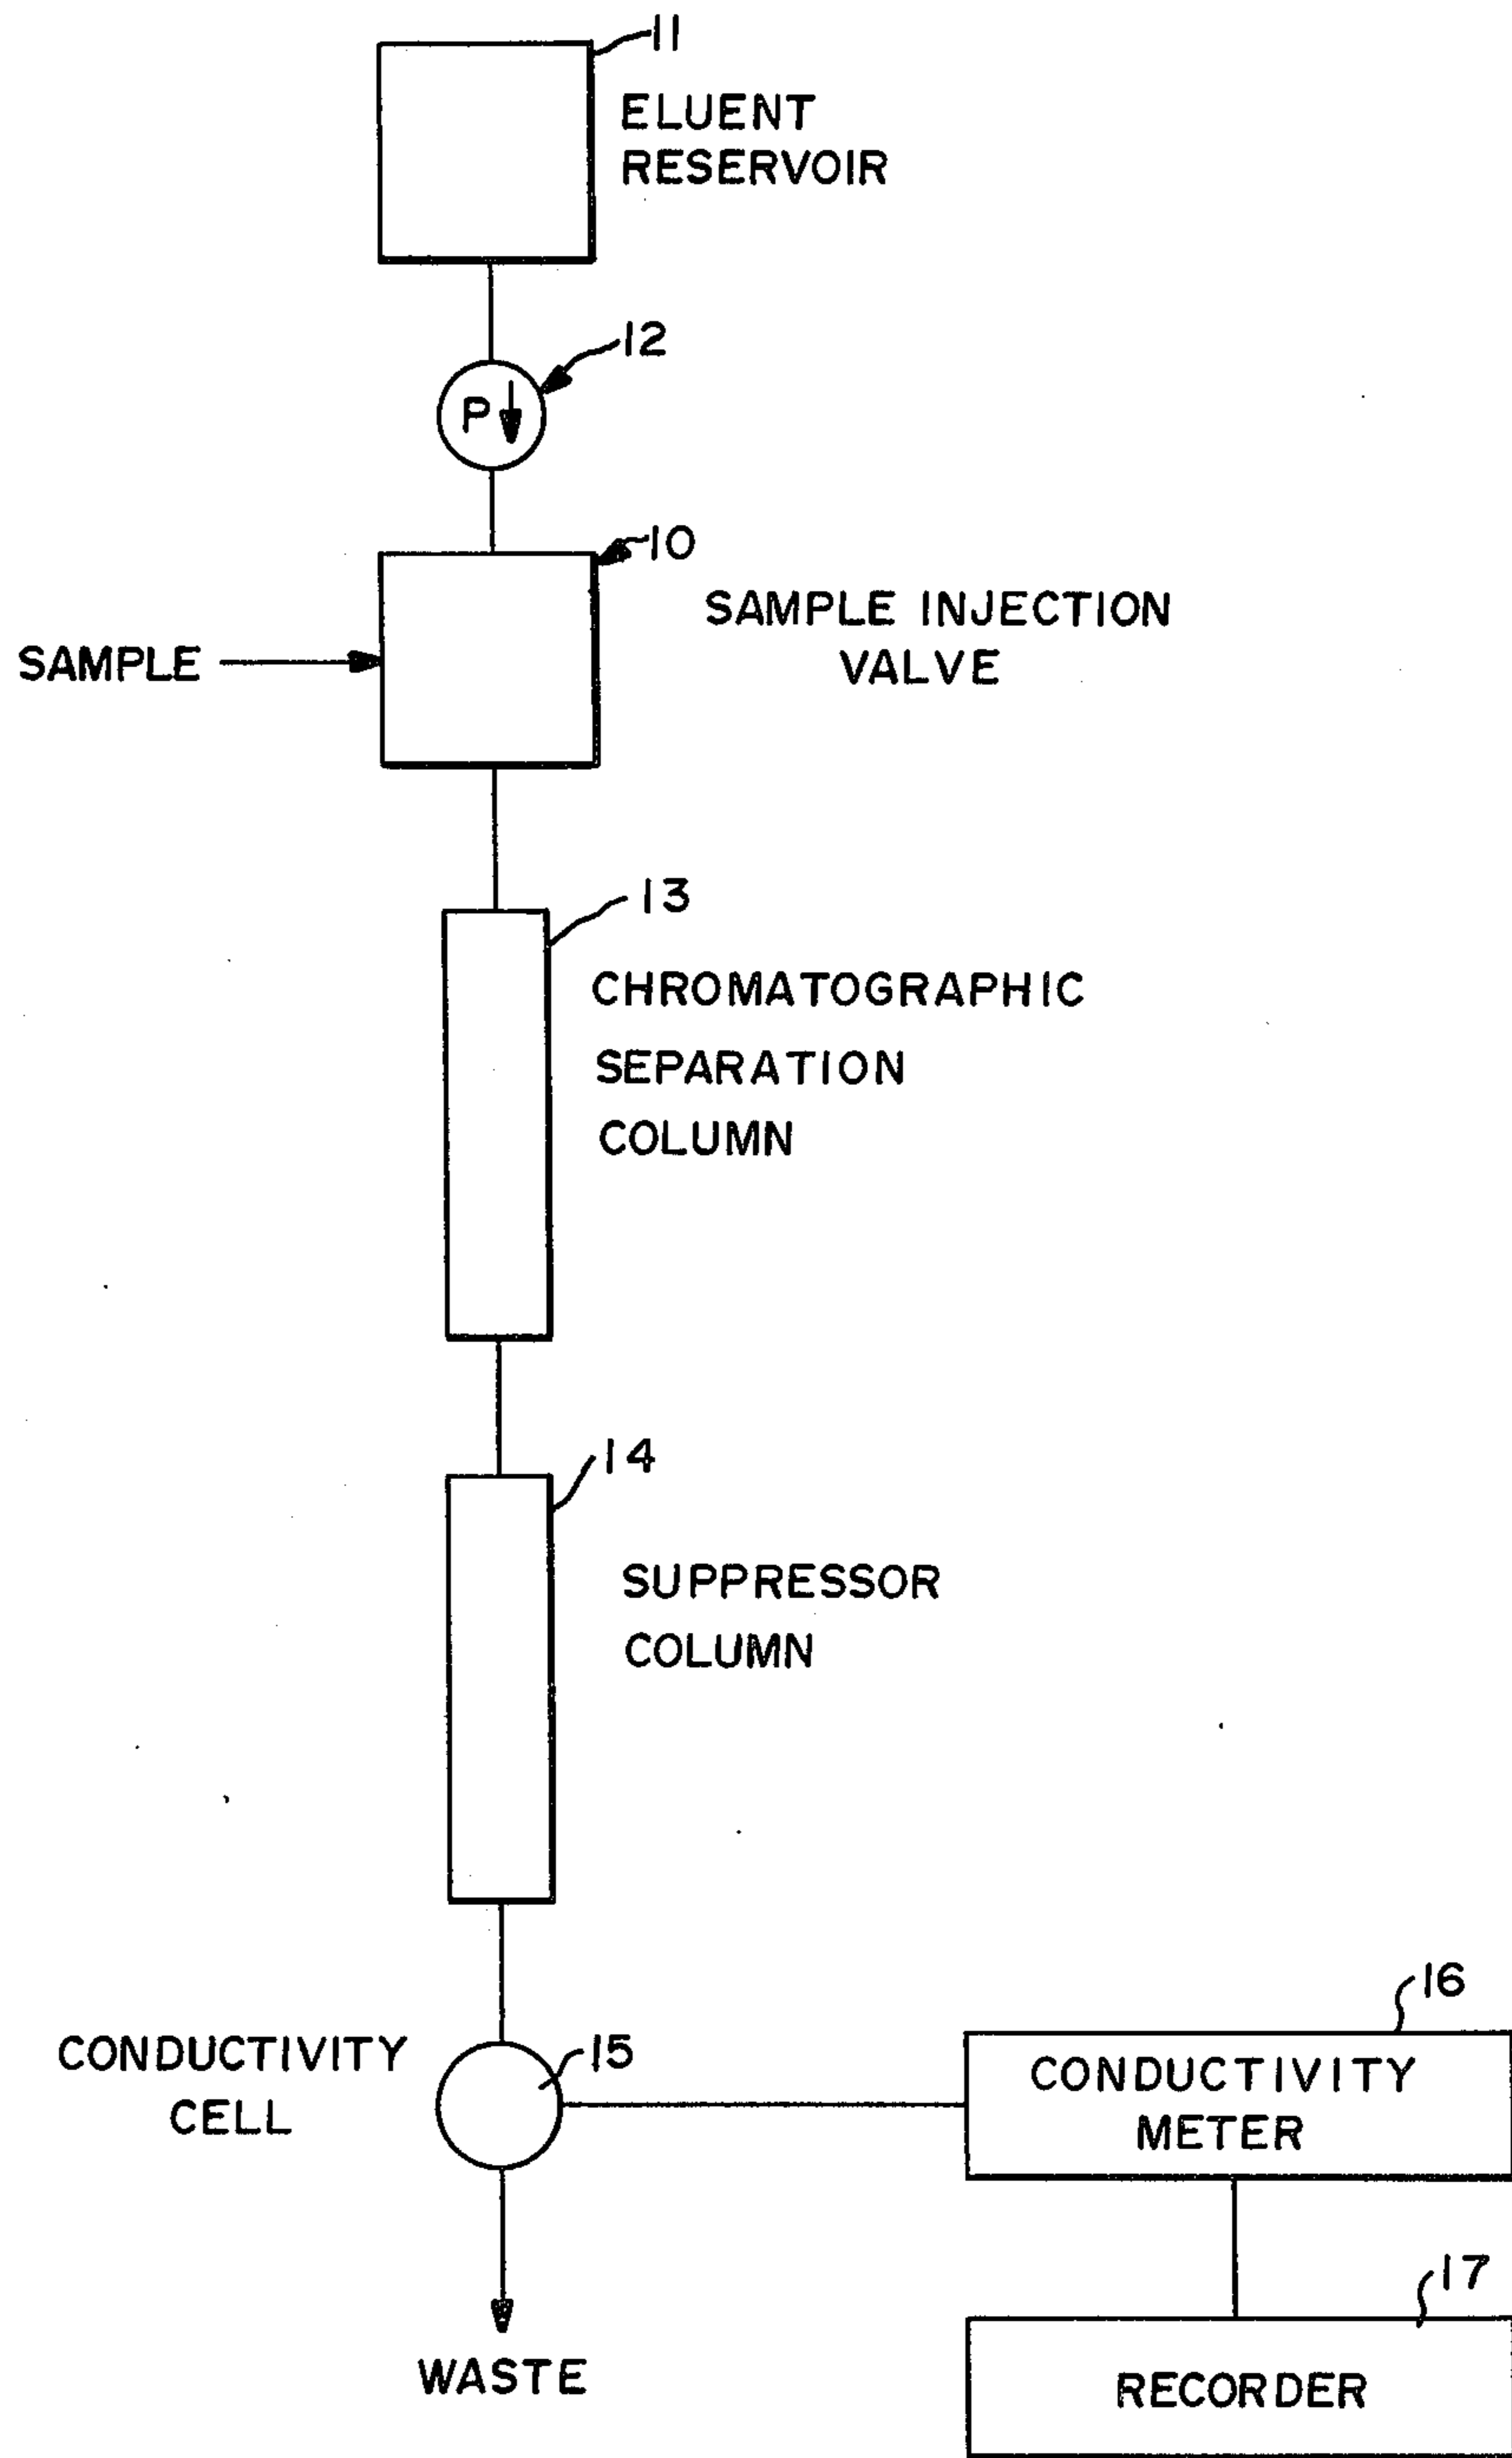 11
ELUENT
RESERVOIR
12
P
10
SAMPLE
SAMPLE INJECTION
VALVE
13
CHROMATOGRAPHIC
SEPARATION
COLUMN
14
SUPPRESSOR
COLUMN
CONDUCTIVITY
CELL
15
16
CONDUCTIVITY
METER
17
WASTE
RECORDER